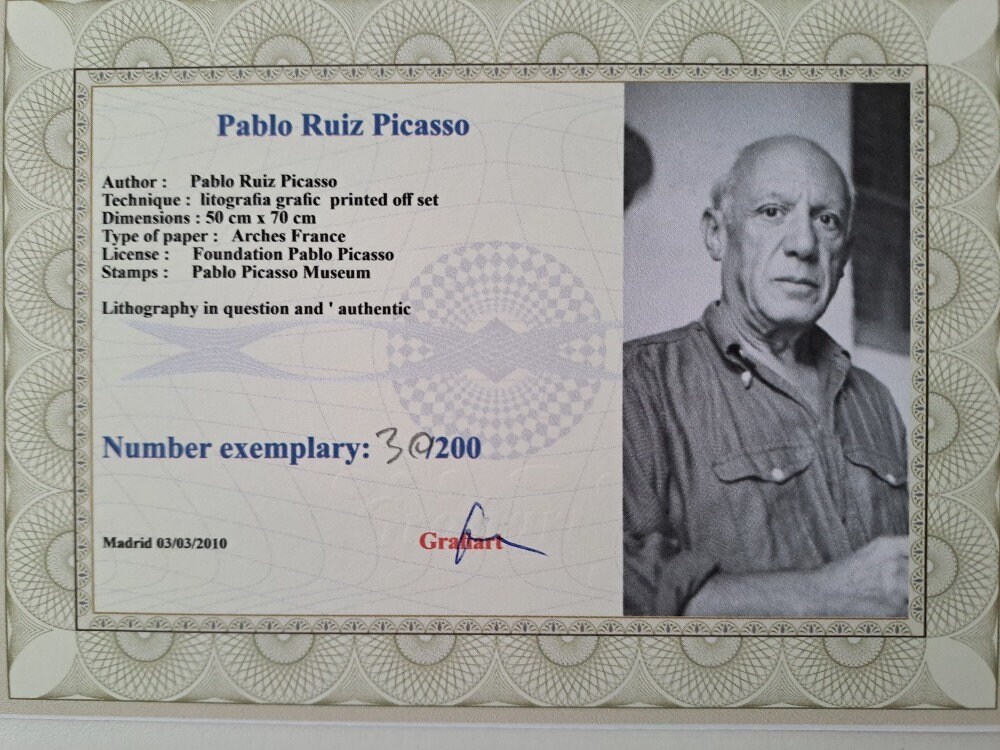 Pablo Ruiz Picasso
Author : Pablo Ruiz Picasso
Technique : litografia grafic printed off set
Dimensions : 50 cm x 70 cm
Type of paper : Arches France
License : Foundation Pablo Picasso
Stamps : Pablo Picasso Museum
Lithography in question and ' authentic
Number exemplary: 30/200
Madrid 03/03/2010
Grafiart